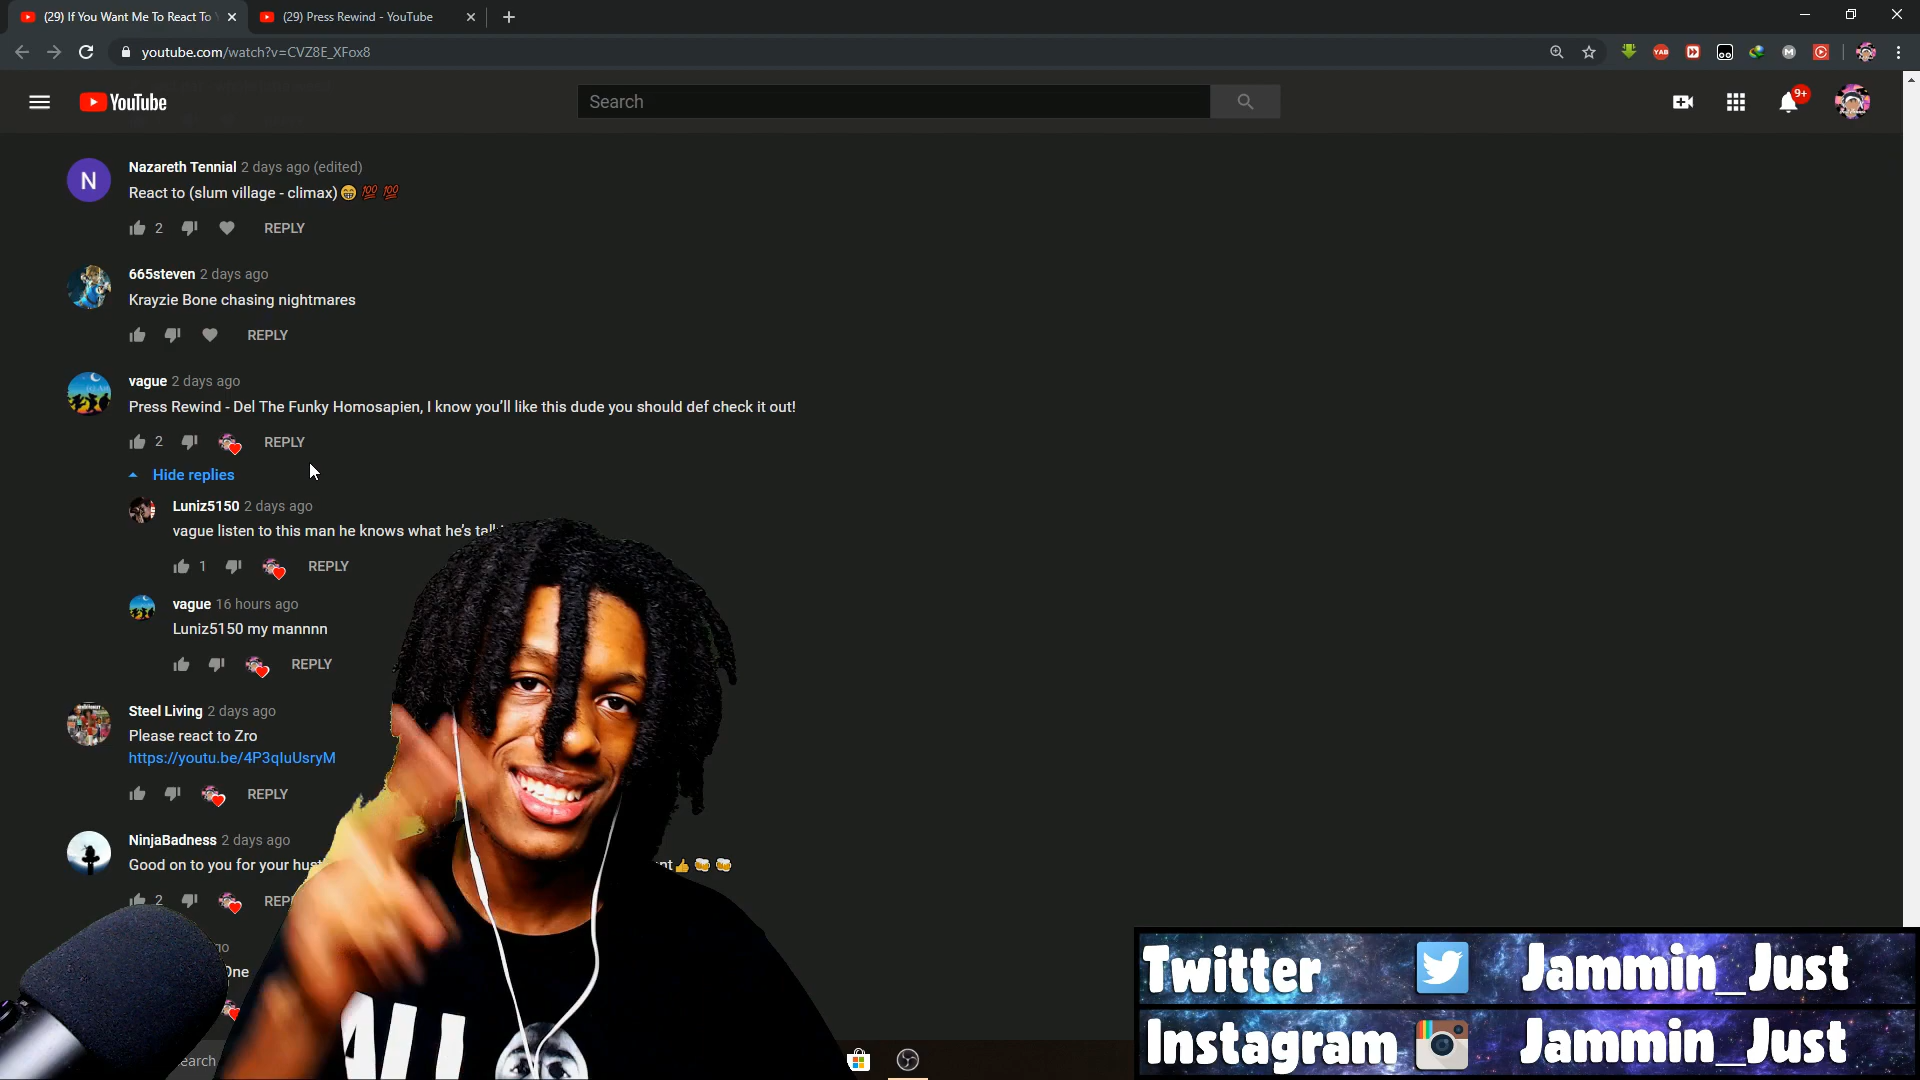 (29) If You Want Me To React To
(29) Press Rewind - YouTube
youtube.com/watch?v=CVZ8E_XFox8
YouTube
Search
9+
Nazareth Tennial 2 days ago (edited)
React to (slum village - climax) 😁 💯 💯
2 REPLY
665steven 2 days ago
Krayzie Bone chasing nightmares
REPLY
vague 2 days ago
Press Rewind - Del The Funky Homosapien, I know you'll like this dude you should def check it out!
2 REPLY
Hide replies
Luniz5150 2 days ago
vague listen to this man he knows what he's
1 REPLY
vague 16 hours ago
Luniz5150 my mannnn
REPLY
Steel Living 2 days ago
Please react to Zro
https://youtu.be/4P3qluUsryM
REPLY
NinjaBadness 2 days ago
Good on to you for your 👍 🍻 🍻
2
One
N
YAB
M
Twitter Jammin_Just
Instagram Jammin_Just